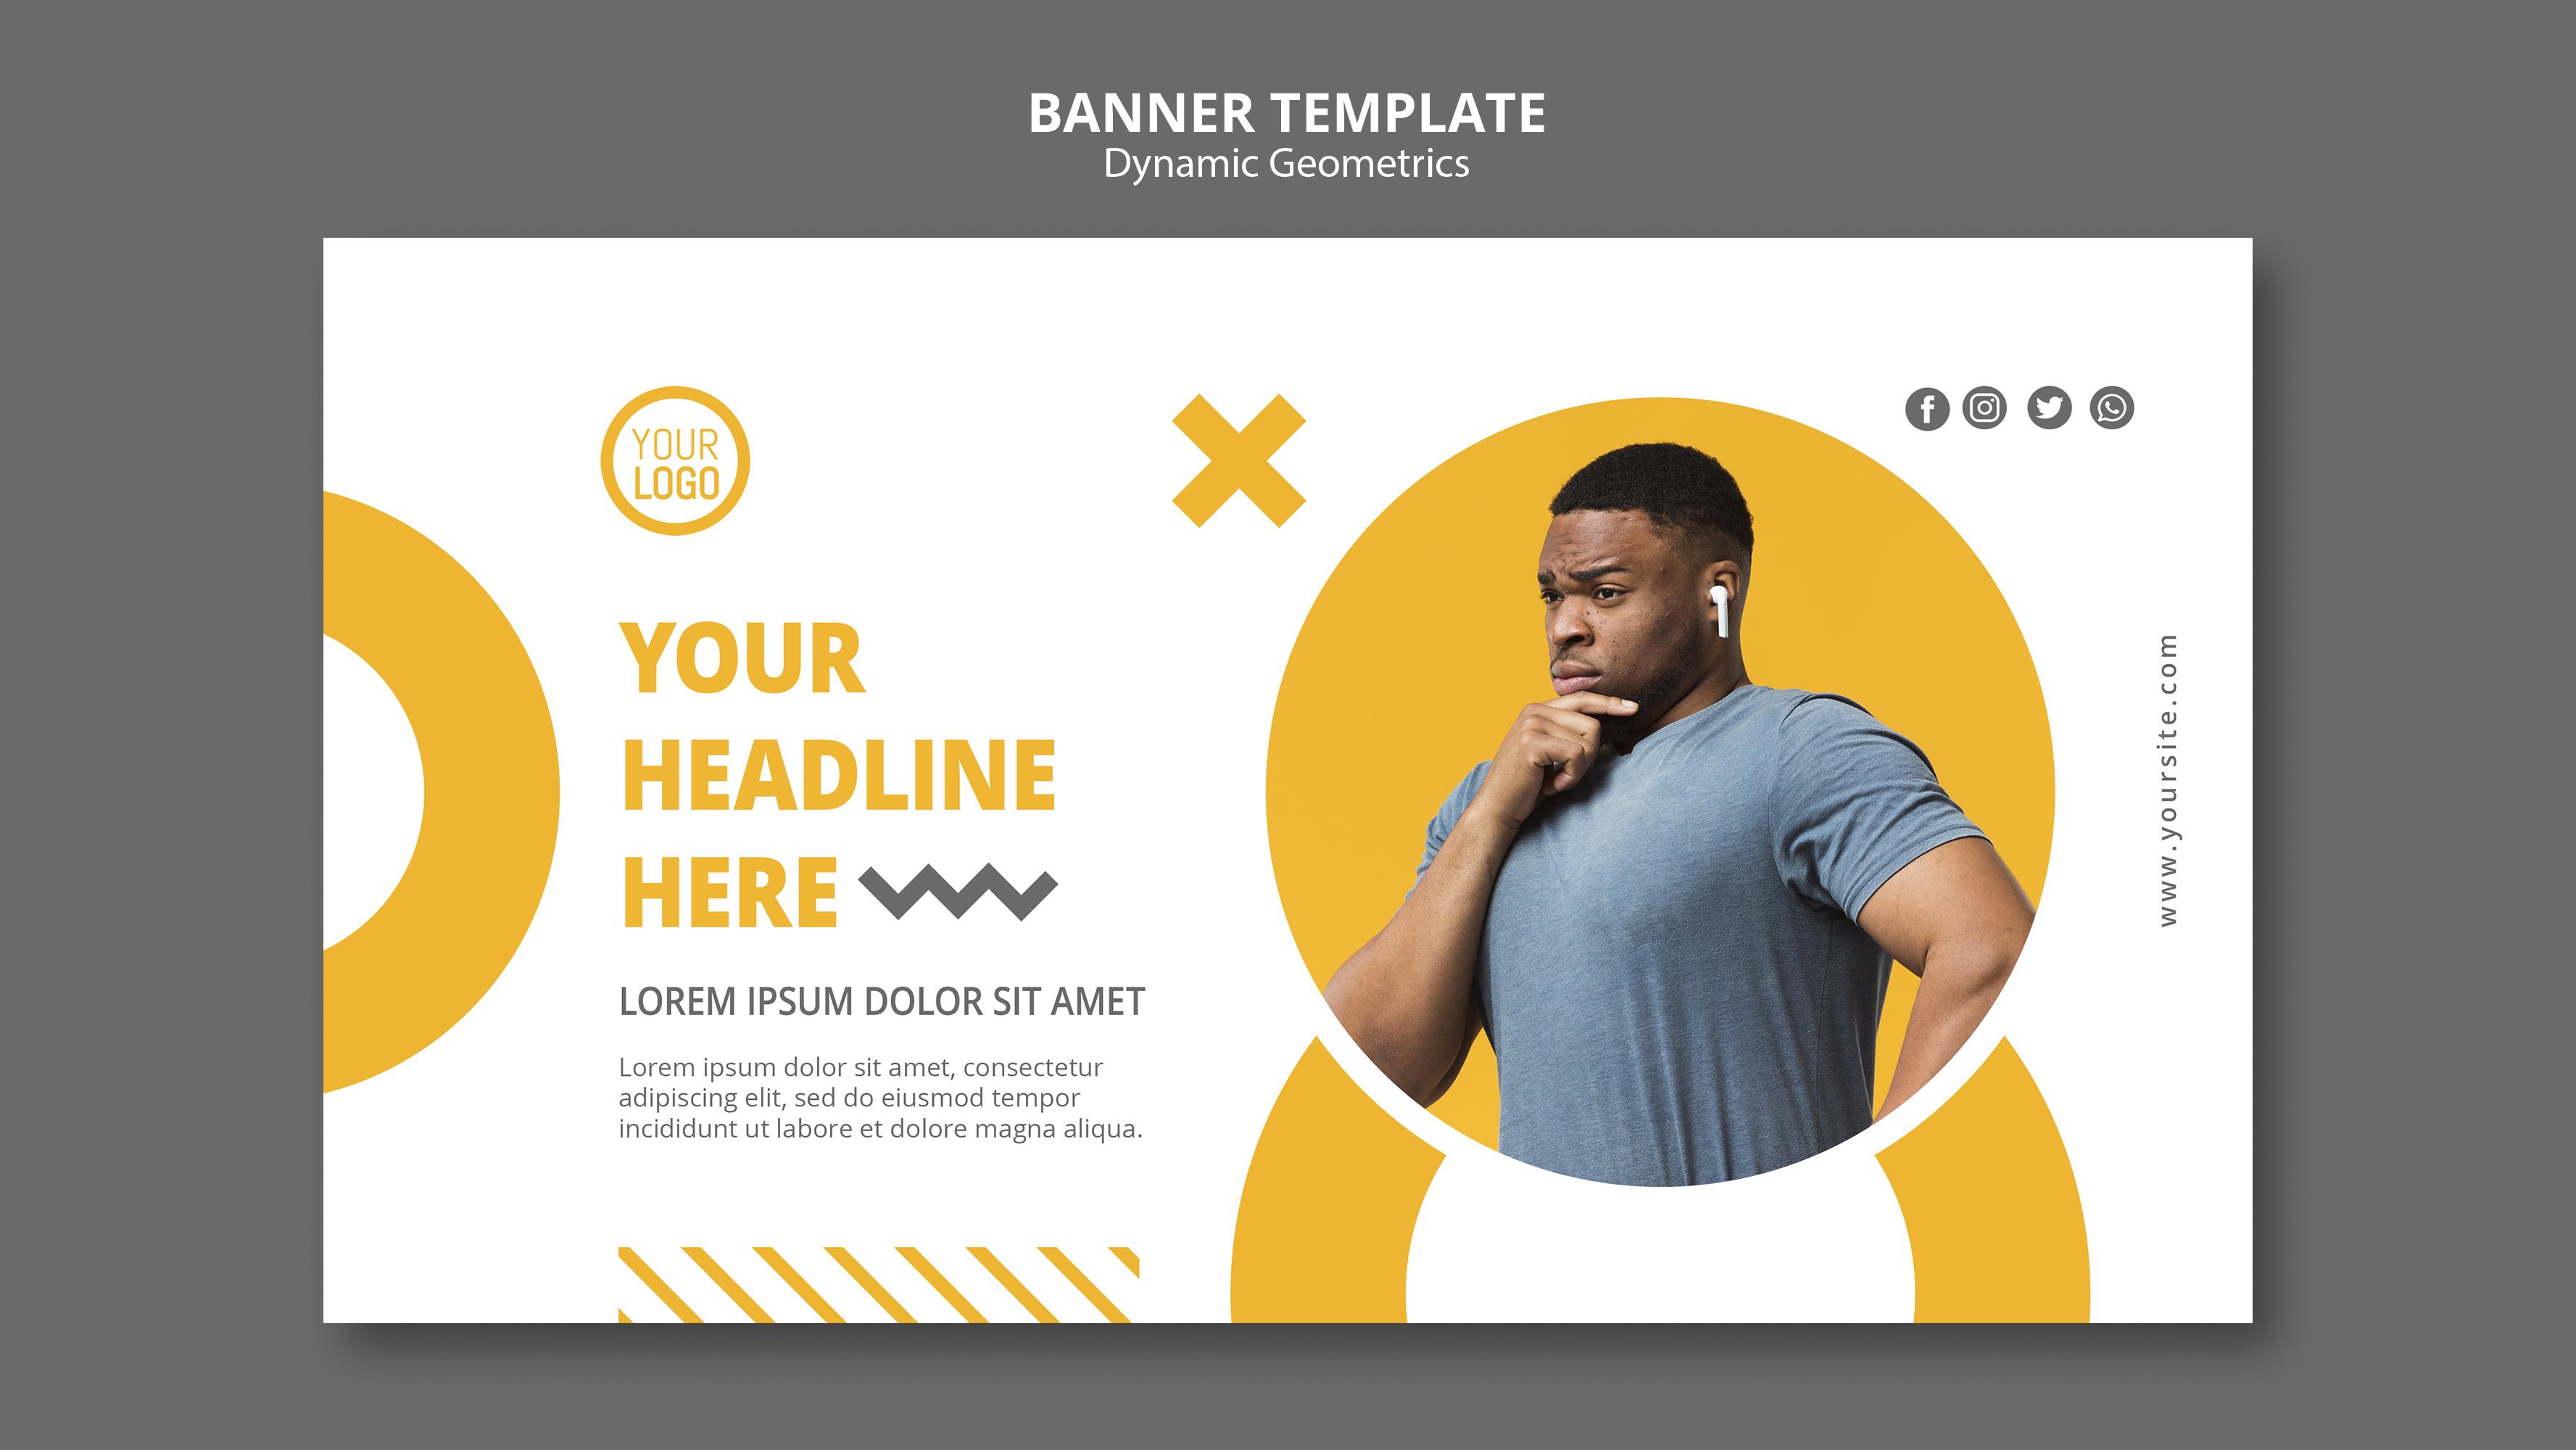 BANNER TEMPLATE
Dynamic Geometrics
YOUR
LOGO
YOUR
HEADLINE
HERE
LOREM IPSUM DOLOR SIT AMET
Lorem ipsum dolor sit amet, consectetur
adipiscing elit, sed do eiusmod tempor
incididunt ut labore et dolore magna aliqua.
www.yoursite.com